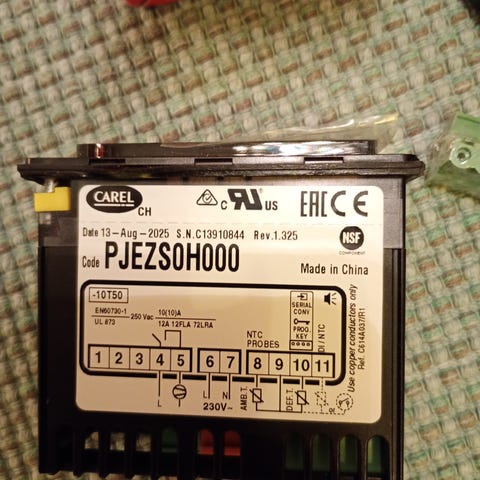 CAREL
CH
C UL US
EAC CE
Date 13-Aug-2025 S.N.C13910844 Rev.1.325
Code PJEZS0H000
NSF
COMPONENT
Made in China
-10T50
EN60730-1
UL 873
250 Vac
10(10)A
12A 12FLA 72LRA
NTC
PROBES
SERIAL
CONV
PROG.
KEY
DI/NTC
1 2 3 4 5 6 7 8 9 10 11
L
L N
230V~
AMB.T.
DEF.T.
Use copper conductors only
Ref. C614A037/R1